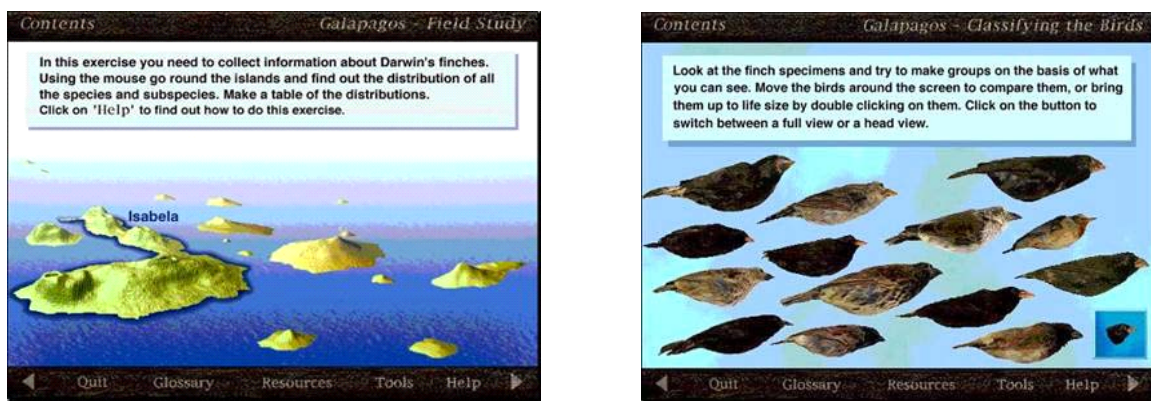 Contents Galapagos - Field Study
In this exercise you need to collect information about Darwin's finches.
Using the mouse go round the islands and find out the distribution of all
the species and subspecies. Make a table of the distributions.
Click on 'Help' to find out how to do this exercise.
Isabela
Quit Glossary Resources Tools Help
Contents Galapagos - Classifying the Birds
Look at the finch specimens and try to make groups on the basis of what
you can see. Move the birds around the screen to compare them, or bring
them up to life size by double clicking on them. Click on the button to
switch between a full view or a head view.
Quit Glossary Resources Tools Help